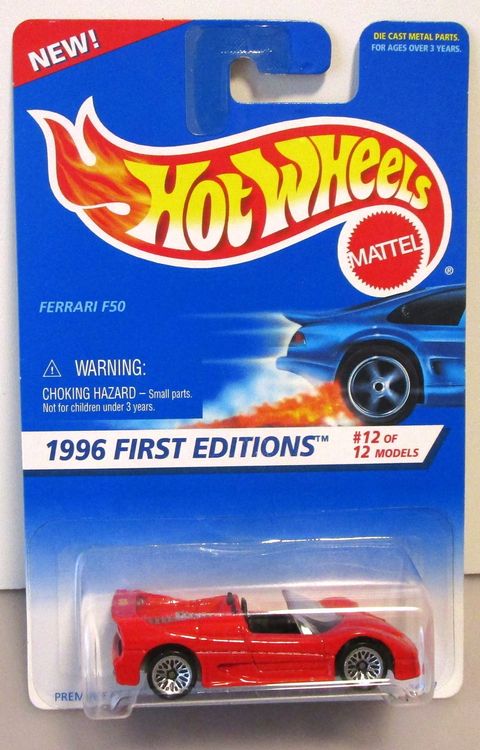 NEW!
DIE CAST METAL PARTS.
FOR AGES OVER 3 YEARS.
HOT WHEELS
MATTEL
®
FERRARI F50
⚠ WARNING:
CHOKING HAZARD – Small parts.
Not for children under 3 years.
1996 FIRST EDITIONS™
#12 OF
12 MODELS